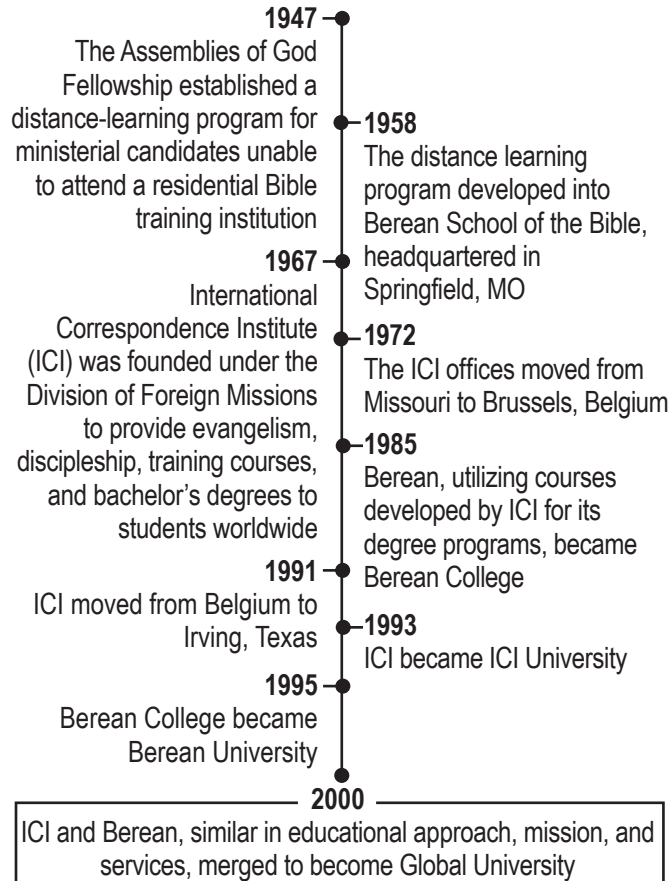 1947
The Assemblies of God
Fellowship established a
distance-learning program for
ministerial candidates unable
to attend a residential Bible
training institution
1958
The distance learning
program developed into
Berean School of the Bible,
headquartered in
Springfield, MO
1967
International
Correspondence Institute
(ICI) was founded under the
Division of Foreign Missions
to provide evangelism,
discipleship, training courses,
and bachelor’s degrees to
students worldwide
1972
The ICI offices moved from
Missouri to Brussels, Belgium
1985
Berean, utilizing courses
developed by ICI for its
degree programs, became
Berean College
1991
ICI moved from Belgium to
Irving, Texas
1993
ICI became ICI University
1995
Berean College became
Berean University
2000
ICI and Berean, similar in educational approach, mission, and
services, merged to become Global University